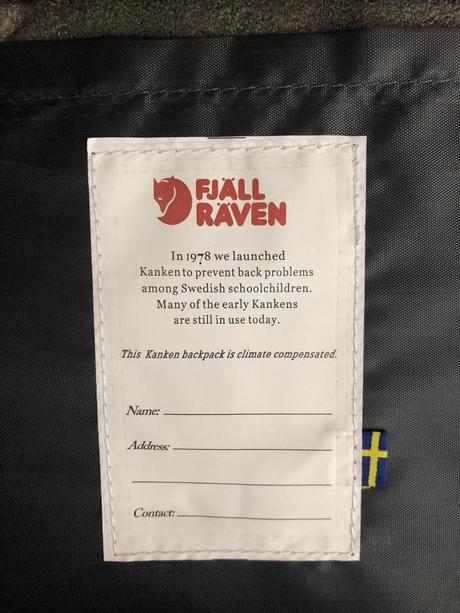 FJÄLL
RÄVEN
In 1978 we launched
Kanken to prevent back problems
among Swedish schoolchildren.
Many of the early Kankens
are still in use today.
This Kanken backpack is climate compensated.
Name:
Address:
Contact: